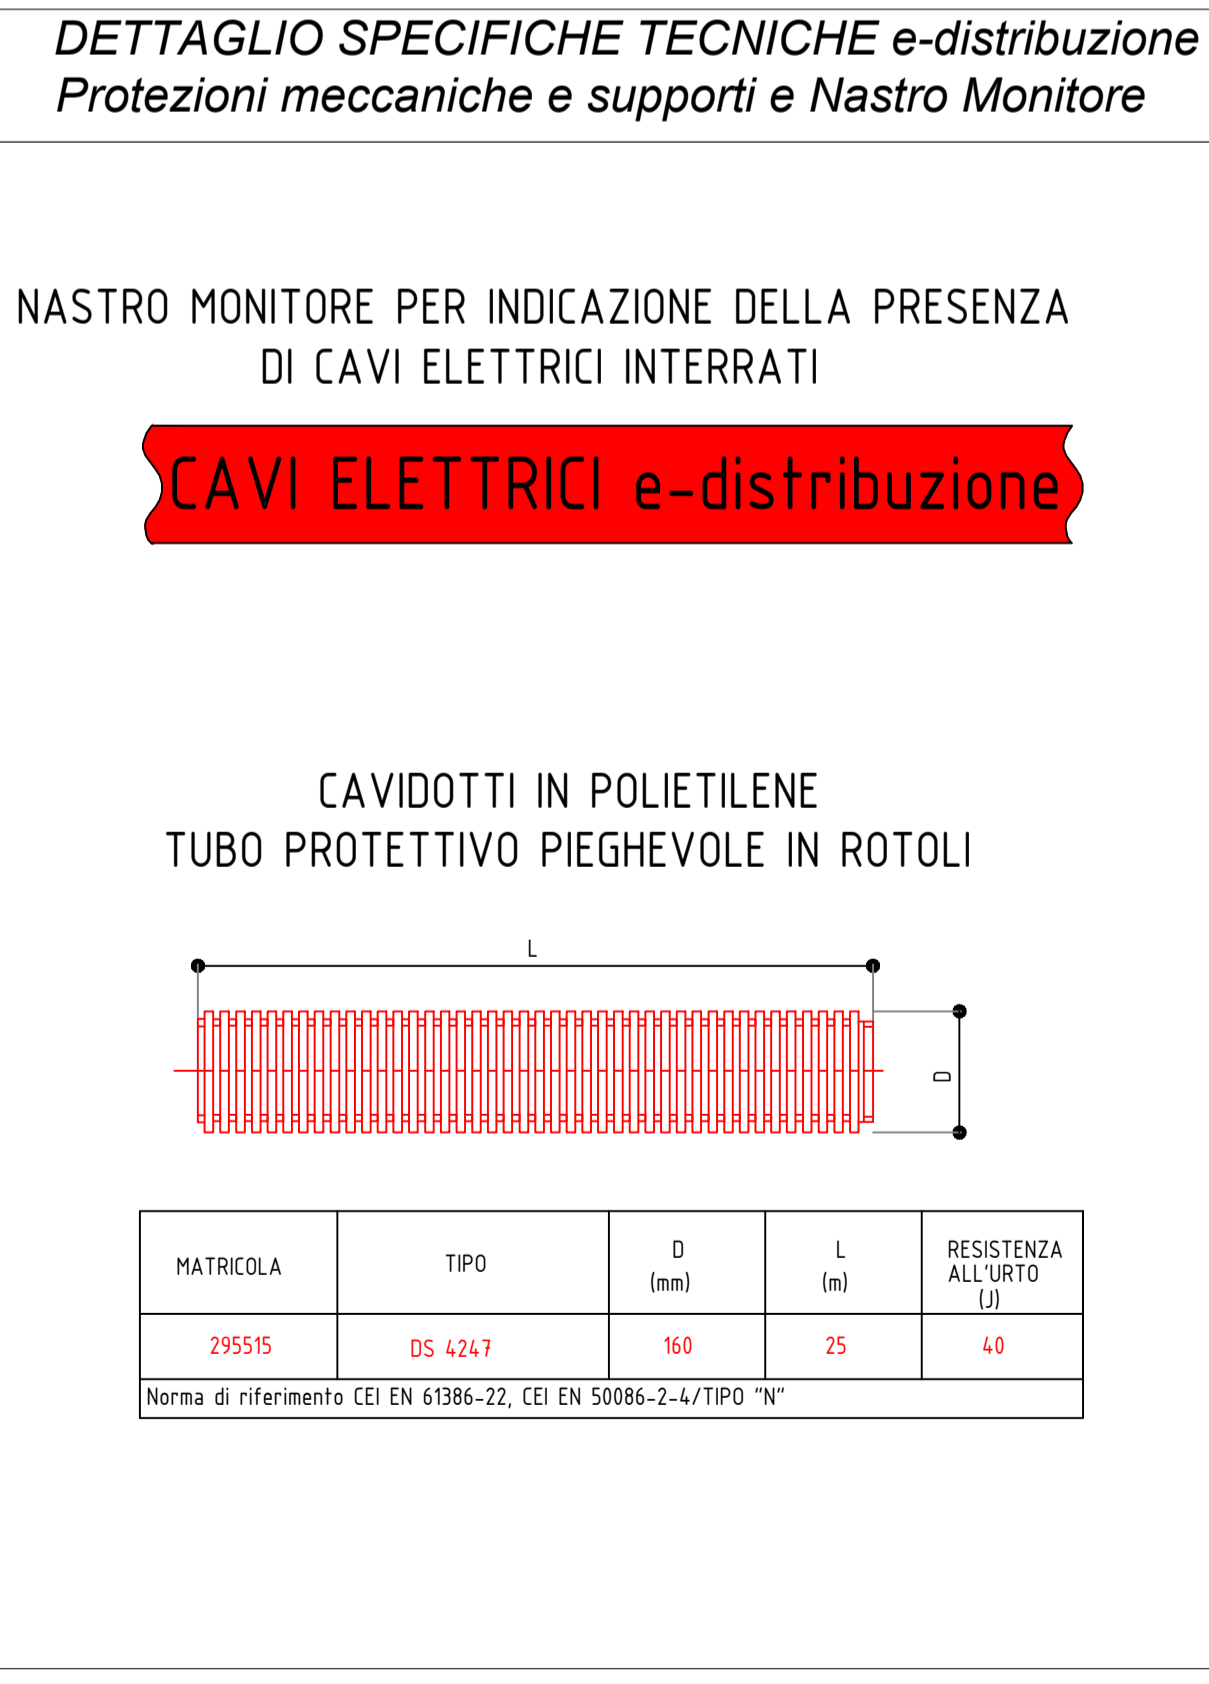 DETTAGLIO SPECIFICHE TECNICHE e-distribuzione
Protezioni meccaniche e supporti e Nastro Monitore
NASTRO MONITORE PER INDICAZIONE DELLA PRESENZA
DI CAVI ELETTRICI INTERRATI
CAVI ELETTRICI e-distribuzione
CAVIDOTTI IN POLIETILENE
TUBO PROTETTIVO PIEGHEVOLE IN ROTOLI
L
D
MATRICOLA TIPO D (mm) L (m) RESISTENZA ALL'URTO (J)
295515 DS 4247 160 25 40
Norma di riferimento CEI EN 61386-22, CEI EN 50086-2-4/TIPO "N"